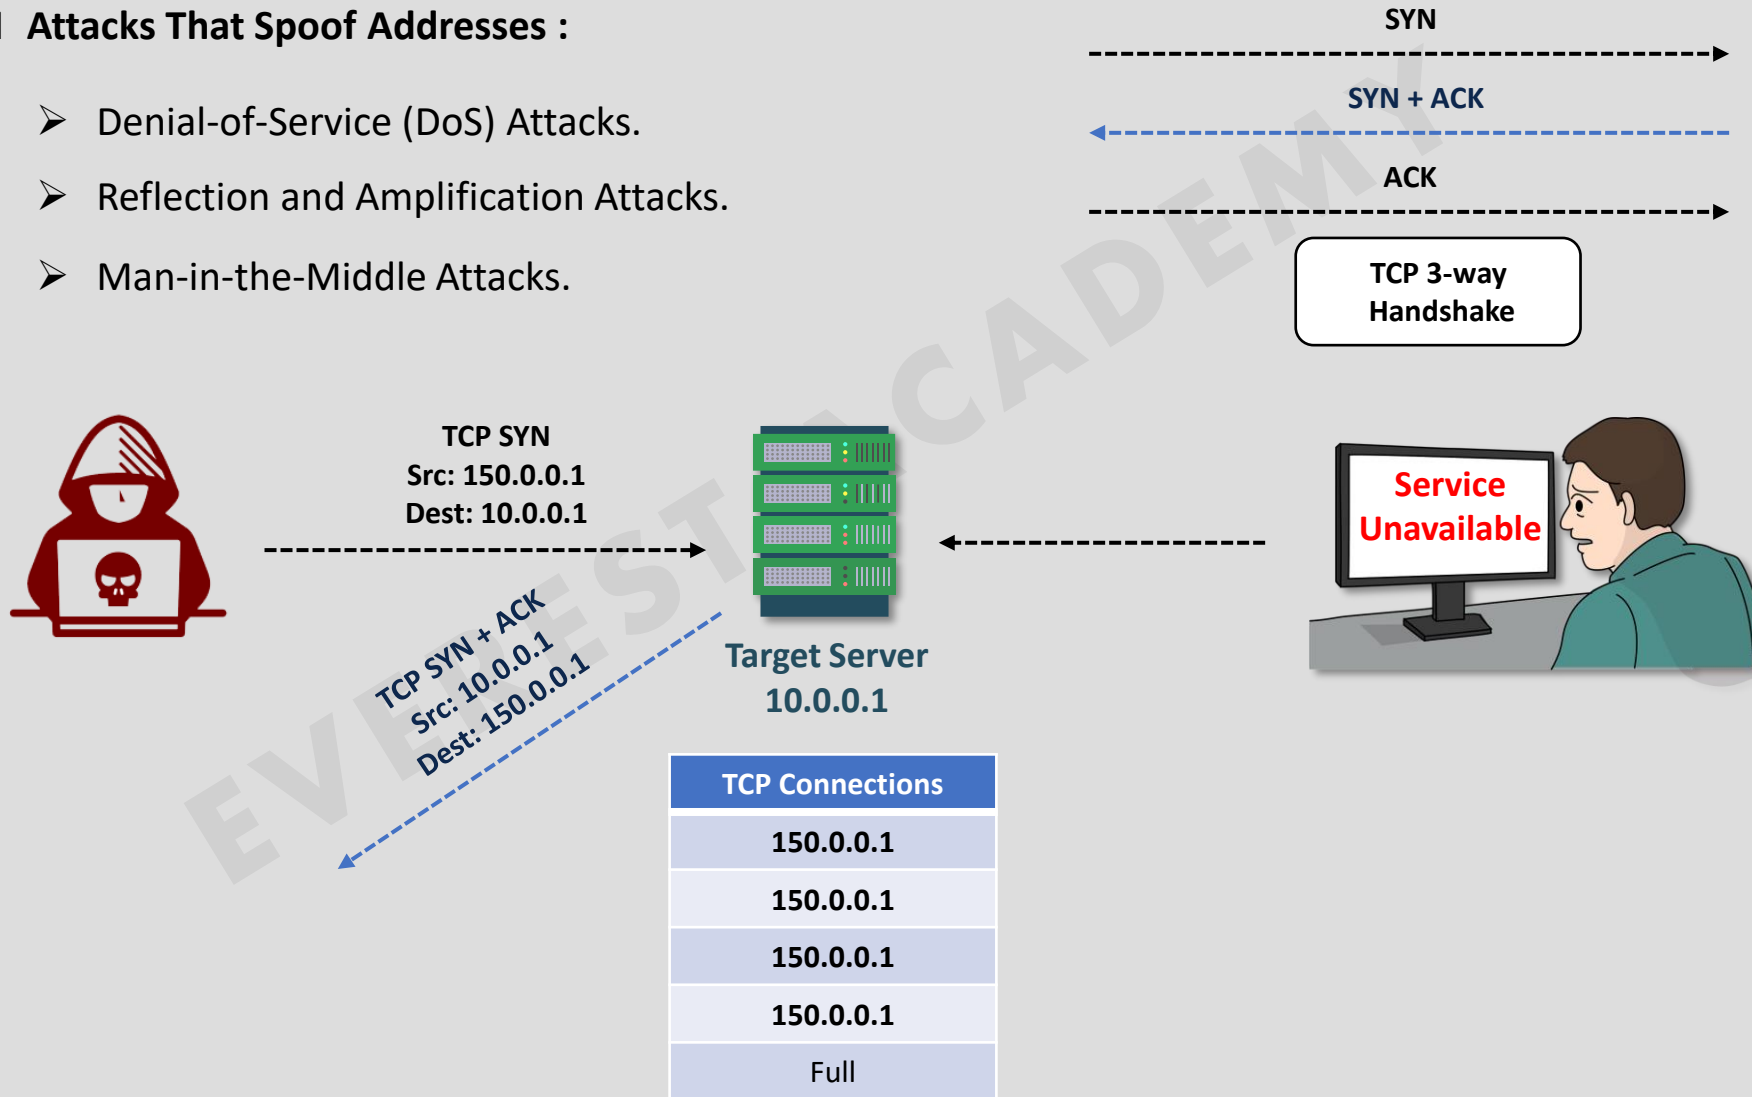 Attacks That Spoof Addresses :
Denial-of-Service (DoS) Attacks.
Reflection and Amplification Attacks.
Man-in-the-Middle Attacks.
SYN
SYN + ACK
ACK
TCP 3-way
Handshake
TCP SYN
Src: 150.0.0.1
Dest: 10.0.0.1
TCP SYN + ACK
Src: 10.0.0.1
Dest: 150.0.0.1
Target Server
10.0.0.1
Service
Unavailable
TCP Connections
150.0.0.1
150.0.0.1
150.0.0.1
150.0.0.1
Full
EVEREST ACADEMY